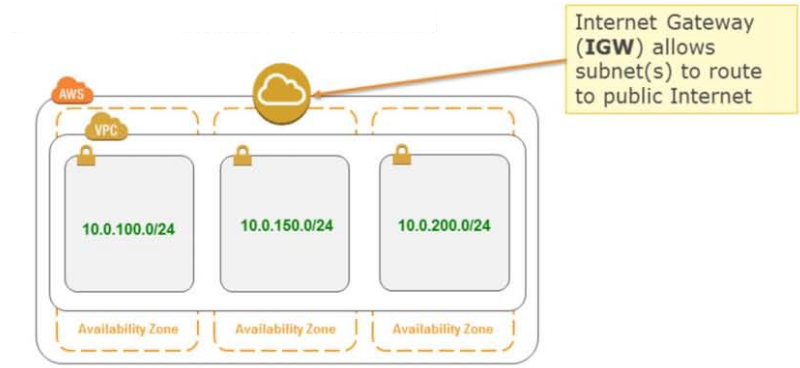 Internet Gateway
(IGW) allows
subnet(s) to route
to public Internet
AWS
VPC
10.0.100.0/24
10.0.150.0/24
10.0.200.0/24
Availability Zone
Availability Zone
Availability Zone